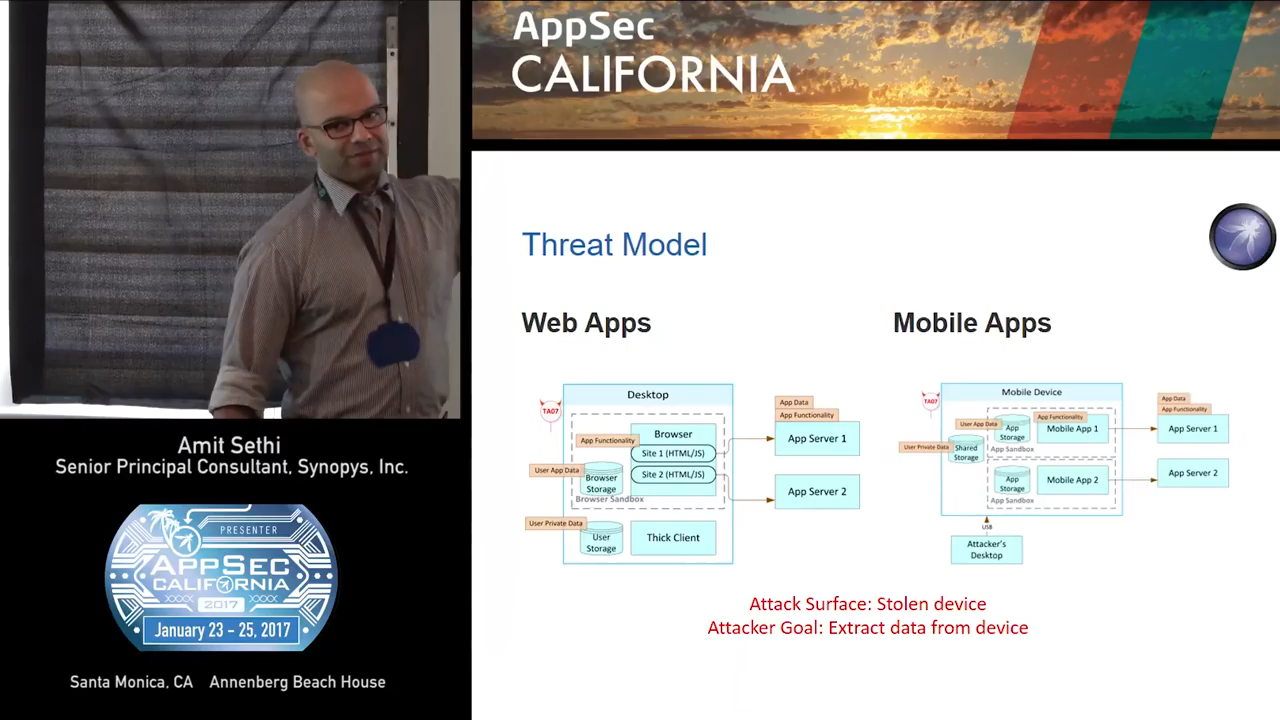 AppSec
CALIFORNIA
Threat Model
Web Apps
Mobile Apps
Desktop
TA07
App Functionality
Browser
Site 1 (HTML/JS)
Site 2 (HTML/JS)
User App Data
Browser
Storage
Browser Sandbox
User Private Data
User
Storage
Thick Client
App Data
App Functionality
App Server 1
App Server 2
Mobile Device
TA07
User App Data
App
Storage
App Functionality
Mobile App 1
App Sandbox
User Private Data
Shared
Storage
App
Storage
Mobile App 2
App Sandbox
USB
Attacker's
Desktop
App Data
App Functionality
App Server 1
App Server 2
Attack Surface: Stolen device
Attacker Goal: Extract data from device
Amit Sethi
Senior Principal Consultant, Synopys, Inc.
PRESENTER
APPSEC
CALIFORNIA
XXXX 2017 XXXX
January 23 - 25, 2017
Santa Monica, CA Annenberg Beach House